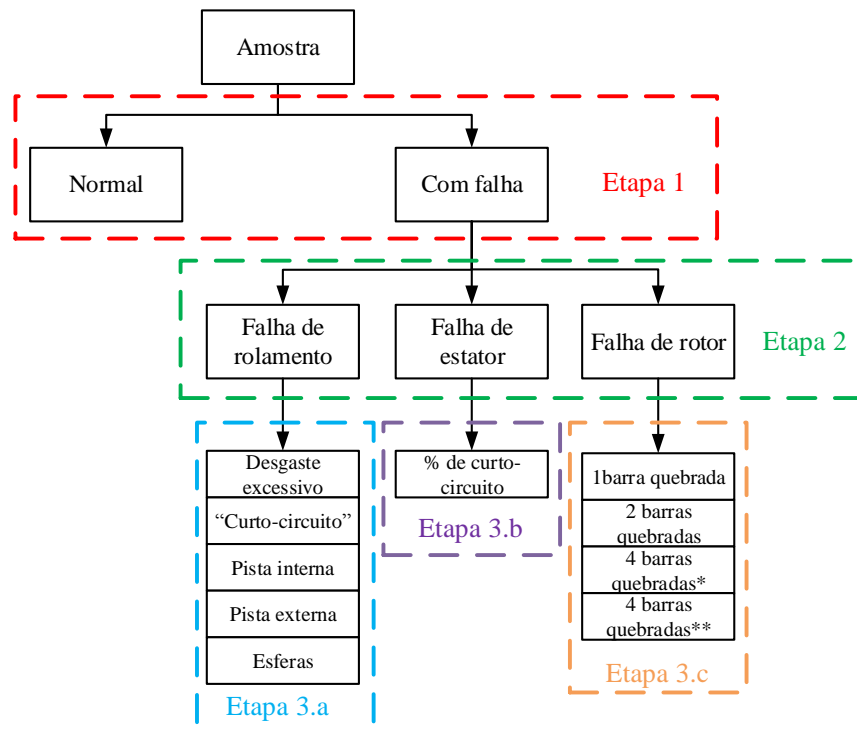 Amostra
Normal
Com falha
Etapa 1
Falha de
rolamento
Falha de
estator
Falha de rotor
Etapa 2
Desgaste
excessivo
“Curto-circuito”
Pista interna
Pista externa
Esferas
Etapa 3.a
% de curto-
circuito
Etapa 3.b
1barra quebrada
2 barras
quebradas
4 barras
quebradas*
4 barras
quebradas**
Etapa 3.c